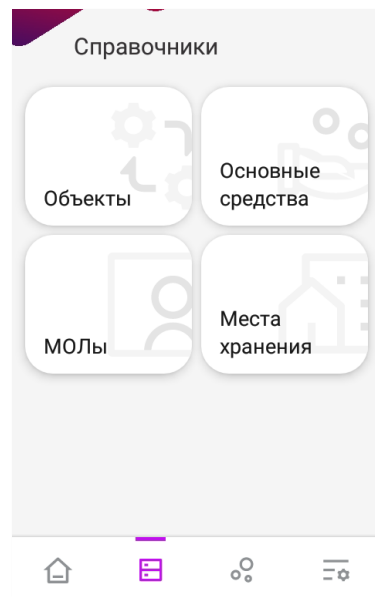 Справочники
Объекты
Основные
средства
МОЛы
Места
хранения